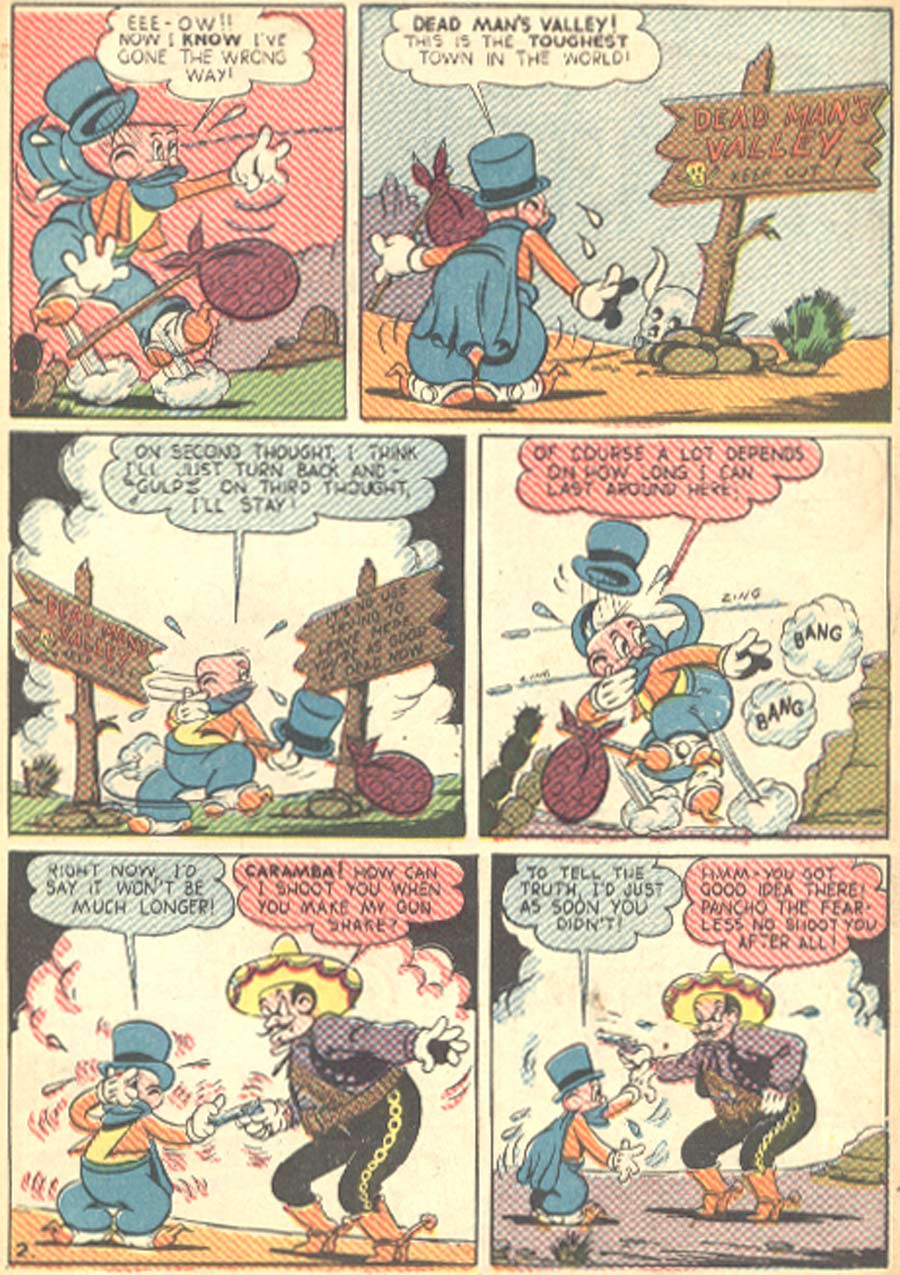 EEE-OW!!
NOW I KNOW I'VE
GONE THE WRONG
WAY!
DEAD MAN'S VALLEY!
THIS IS THE TOUGHEST
TOWN IN THE WORLD!
DEAD MAN'S
VALLEY
KEEP OUT!
ON SECOND THOUGHT, I THINK
I'LL JUST TURN BACK AND-
*GULP* ON THIRD THOUGHT,
I'LL STAY!
DEAD MAN'S
VALLEY
KEEP
IT'S NO USE
TRYING TO
LEAVE HERE
YOU'RE AS GOOD
AS DEAD NOW
OF COURSE A LOT DEPENDS
ON HOW LONG I CAN
LAST AROUND HERE.
ZING
ZING
BANG
BANG
RIGHT NOW, I'D
SAY IT WON'T BE
MUCH LONGER!
CARAMBA! HOW CAN
I SHOOT YOU WHEN
YOU MAKE MY GUN
SHAKE?
TO TELL THE
TRUTH, I'D JUST
AS SOON YOU
DIDN'T!
HMM-YOU GOT
GOOD IDEA THERE!
PANCHO THE FEAR-
LESS NO SHOOT YOU
AFTER ALL!
2.